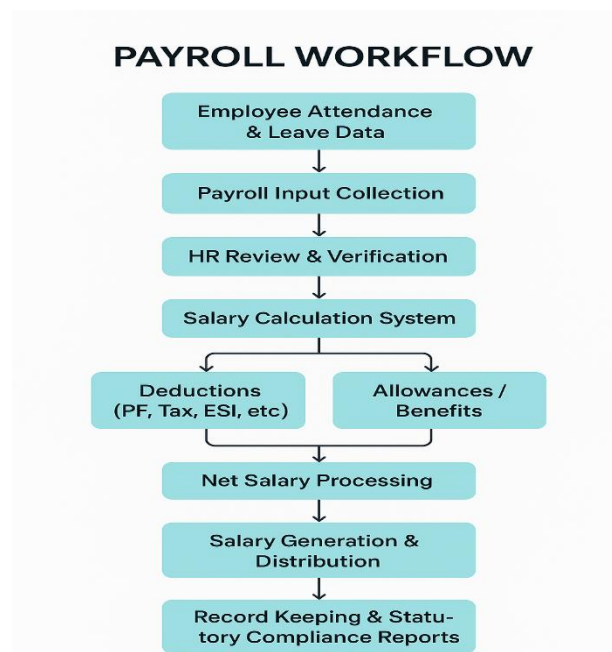 PAYROLL WORKFLOW
Employee Attendance
& Leave Data
Payroll Input Collection
HR Review & Verification
Salary Calculation System
Deductions
(PF, Tax, ESI, etc)
Allowances /
Benefits
Net Salary Processing
Salary Generation &
Distribution
Record Keeping & Statu-
tory Compliance Reports